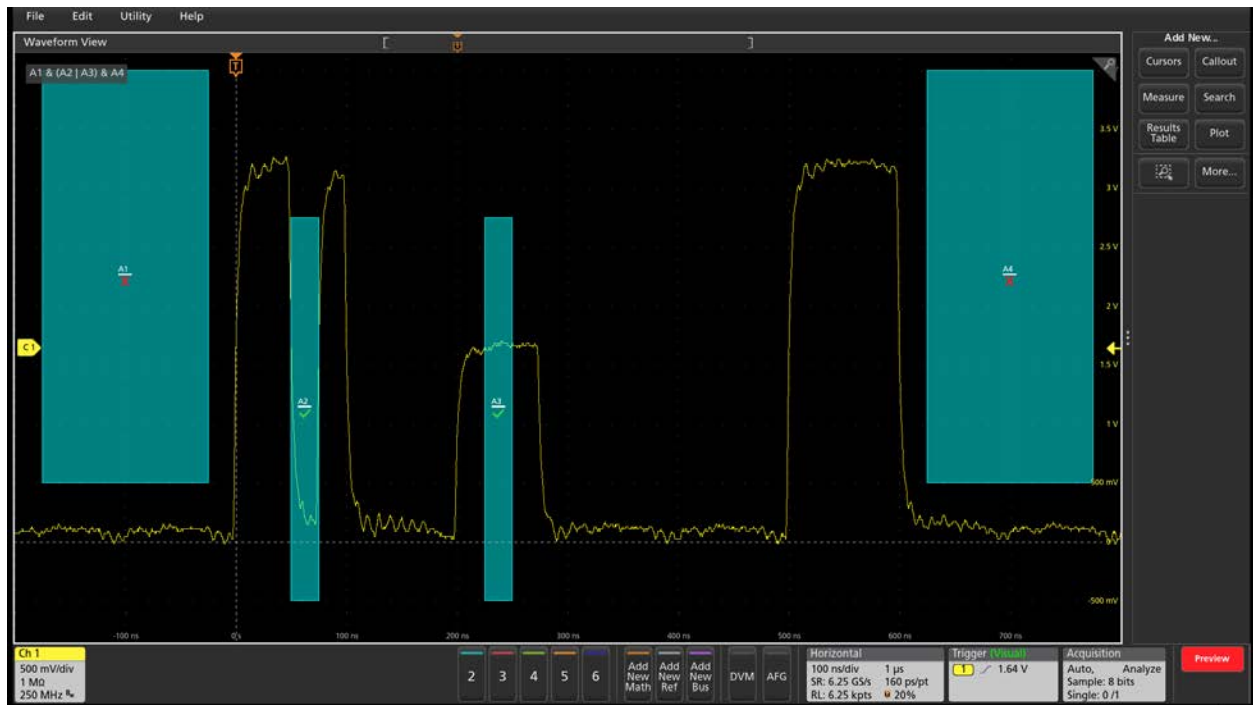 File Edit Utility Help
Waveform View
Add New...
A1 & (A2 | A3) & A4
T
Cursors Callout
Measure Search
Results Table Plot
More...
3.5 V
3 V
2.5 V
2 V
1.5 V
1 V
500 mV
0
-500 mV
A1
A4
C1
A2
A3
-100 ns 0s 100 ns 200 ns 300 ns 400 ns 500 ns 600 ns 700 ns
Ch 1
500 mV/div
1 MΩ
250 MHz
2 3 4 5 6
Add New Math
Add New Ref
Add New Bus
DVM AFG
Horizontal
100 ns/div 1 µs
SR: 6.25 GS/s 160 ps/pt
RL: 6.25 kpts 20%
Trigger (Visual)
1 1.64 V
Acquisition
Auto, Analyze
Sample: 8 bits
Single: 0 /1
Preview